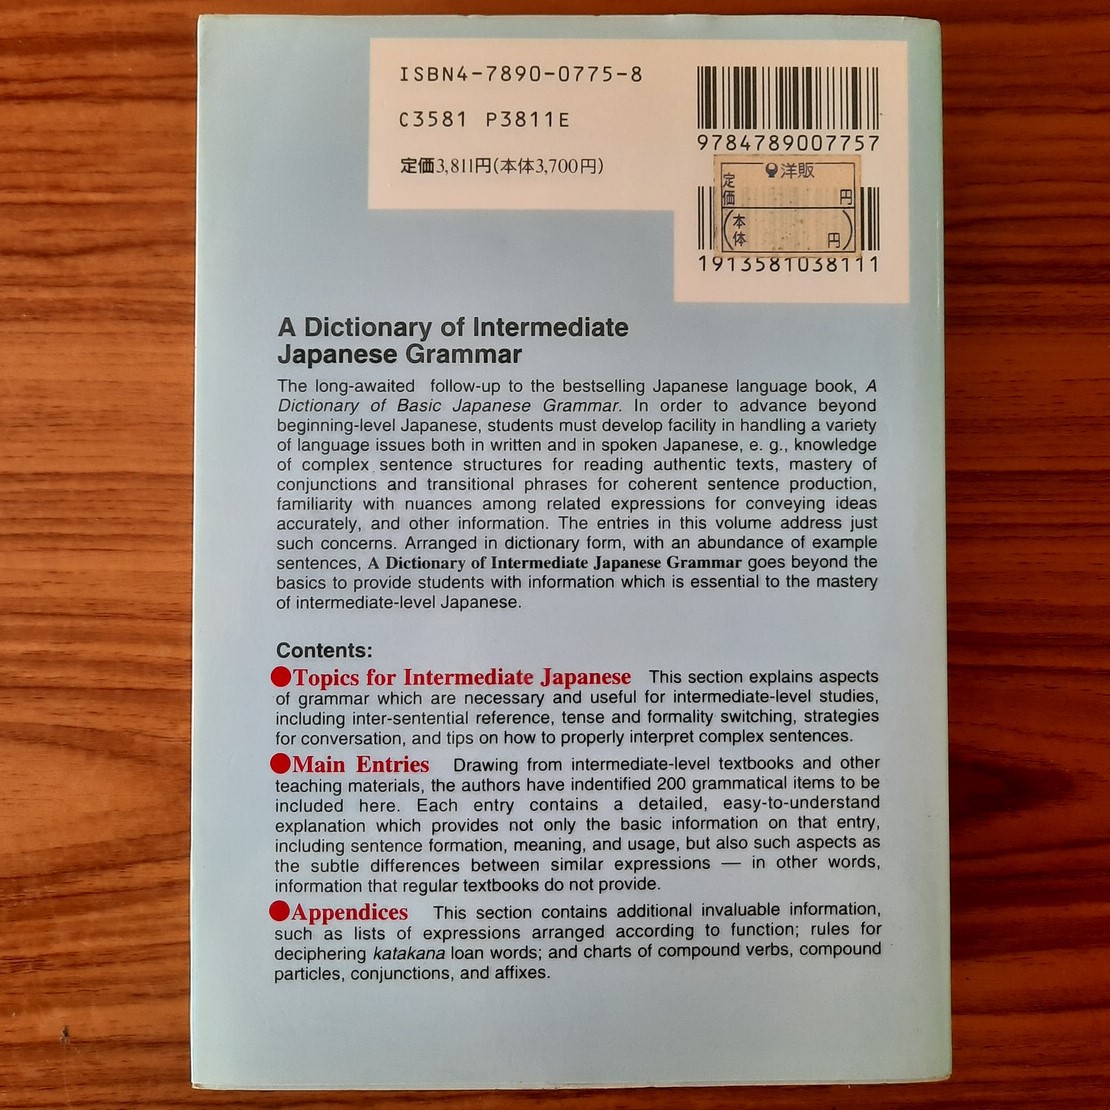 ISBN4-7890-0775-8
C3581 P3811E
定価3,811円(本体3,700円)
9784789007757
洋販
定価 円
(本体 円)
1913581038111
A Dictionary of Intermediate
Japanese Grammar
The long-awaited follow-up to the bestselling Japanese language book, A
Dictionary of Basic Japanese Grammar. In order to advance beyond
beginning-level Japanese, students must develop facility in handling a variety
of language issues both in written and in spoken Japanese, e. g., knowledge
of complex sentence structures for reading authentic texts, mastery of
conjunctions and transitional phrases for coherent sentence production,
familiarity with nuances among related expressions for conveying ideas
accurately, and other information. The entries in this volume address just
such concerns. Arranged in dictionary form, with an abundance of example
sentences, A Dictionary of Intermediate Japanese Grammar goes beyond the
basics to provide students with information which is essential to the mastery
of intermediate-level Japanese.
Contents:
●Topics for Intermediate Japanese This section explains aspects
of grammar which are necessary and useful for intermediate-level studies,
including inter-sentential reference, tense and formality switching, strategies
for conversation, and tips on how to properly interpret complex sentences.
●Main Entries Drawing from intermediate-level textbooks and other
teaching materials, the authors have indentified 200 grammatical items to be
included here. Each entry contains a detailed, easy-to-understand
explanation which provides not only the basic information on that entry,
including sentence formation, meaning, and usage, but also such aspects as
the subtle differences between similar expressions — in other words,
information that regular textbooks do not provide.
●Appendices This section contains additional invaluable information,
such as lists of expressions arranged according to function; rules for
deciphering katakana loan words; and charts of compound verbs, compound
particles, conjunctions, and affixes.